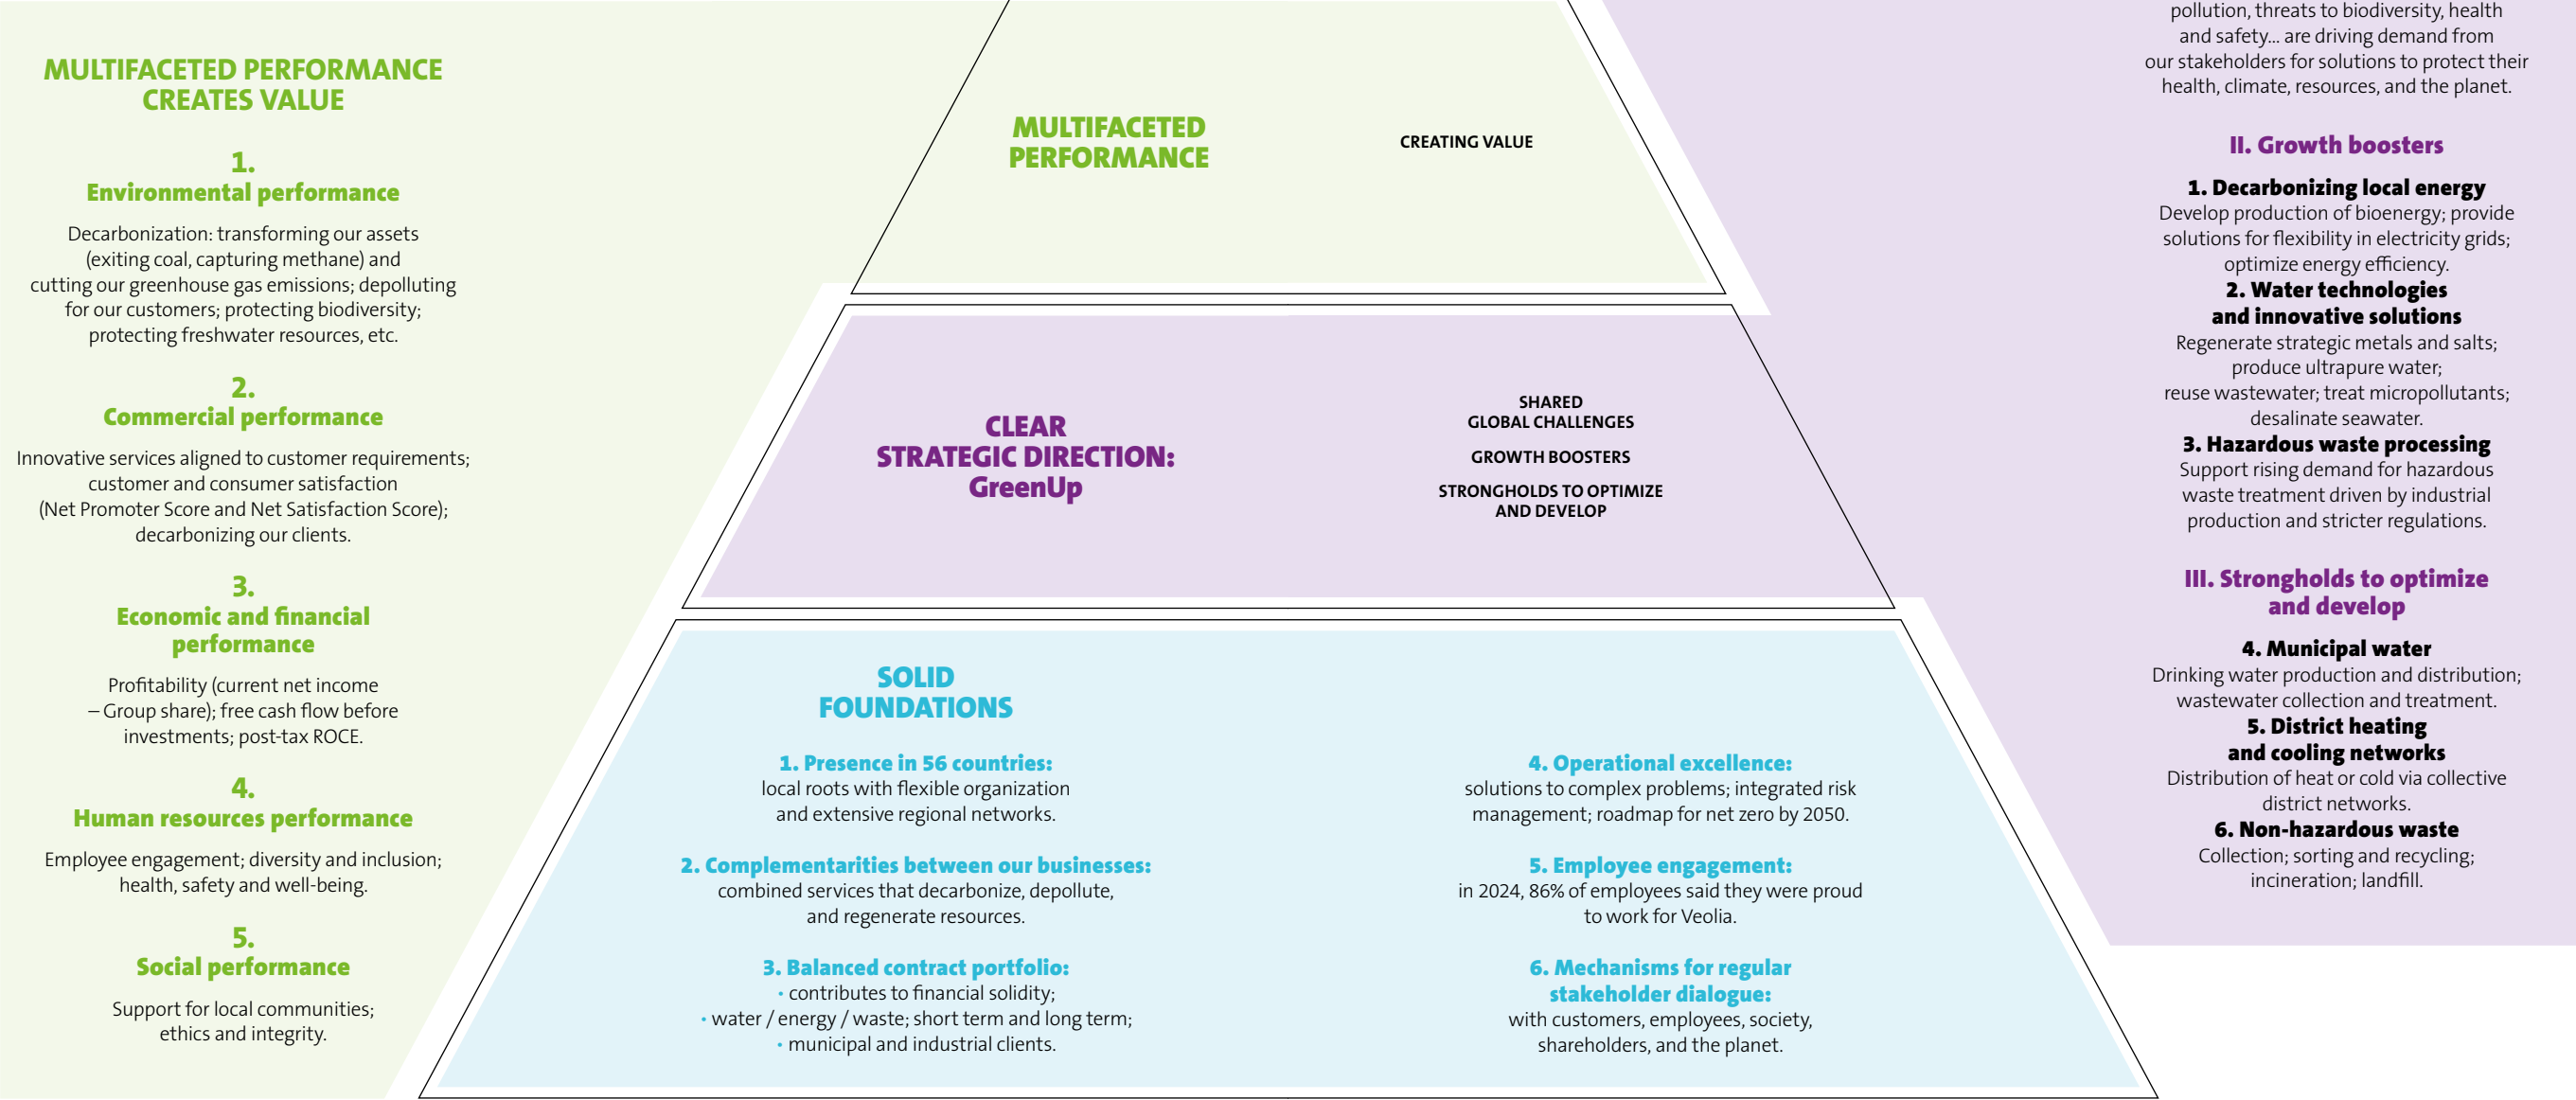 MULTIFACETED PERFORMANCE
CREATES VALUE
1.
Environmental performance
Decarbonization: transforming our assets
(exiting coal, capturing methane) and
cutting our greenhouse gas emissions; depolluting
for our customers; protecting biodiversity;
protecting freshwater resources, etc.
2.
Commercial performance
Innovative services aligned to customer requirements;
customer and consumer satisfaction
(Net Promoter Score and Net Satisfaction Score);
decarbonizing our clients.
3.
Economic and financial
performance
Profitability (current net income
– Group share); free cash flow before
investments; post-tax ROCE.
4.
Human resources performance
Employee engagement; diversity and inclusion;
health, safety and well-being.
5.
Social performance
Support for local communities;
ethics and integrity.
MULTIFACETED
PERFORMANCE
CREATING VALUE
CLEAR
STRATEGIC DIRECTION:
GreenUp
SHARED
GLOBAL CHALLENGES
GROWTH BOOSTERS
STRONGHOLDS TO OPTIMIZE
AND DEVELOP
SOLID
FOUNDATIONS
1. Presence in 56 countries:
local roots with flexible organization
and extensive regional networks.
2. Complementarities between our businesses:
combined services that decarbonize, depollute,
and regenerate resources.
3. Balanced contract portfolio:
• contributes to financial solidity;
• water / energy / waste; short term and long term;
• municipal and industrial clients.
4. Operational excellence:
solutions to complex problems; integrated risk
management; roadmap for net zero by 2050.
5. Employee engagement:
in 2024, 86% of employees said they were proud
to work for Veolia.
6. Mechanisms for regular
stakeholder dialogue:
with customers, employees, society,
shareholders, and the planet.
pollution, threats to biodiversity, health
and safety... are driving demand from
our stakeholders for solutions to protect their
health, climate, resources, and the planet.
II. Growth boosters
1. Decarbonizing local energy
Develop production of bioenergy; provide
solutions for flexibility in electricity grids;
optimize energy efficiency.
2. Water technologies
and innovative solutions
Regenerate strategic metals and salts;
produce ultrapure water;
reuse wastewater; treat micropollutants;
desalinate seawater.
3. Hazardous waste processing
Support rising demand for hazardous
waste treatment driven by industrial
production and stricter regulations.
III. Strongholds to optimize
and develop
4. Municipal water
Drinking water production and distribution;
wastewater collection and treatment.
5. District heating
and cooling networks
Distribution of heat or cold via collective
district networks.
6. Non-hazardous waste
Collection; sorting and recycling;
incineration; landfill.